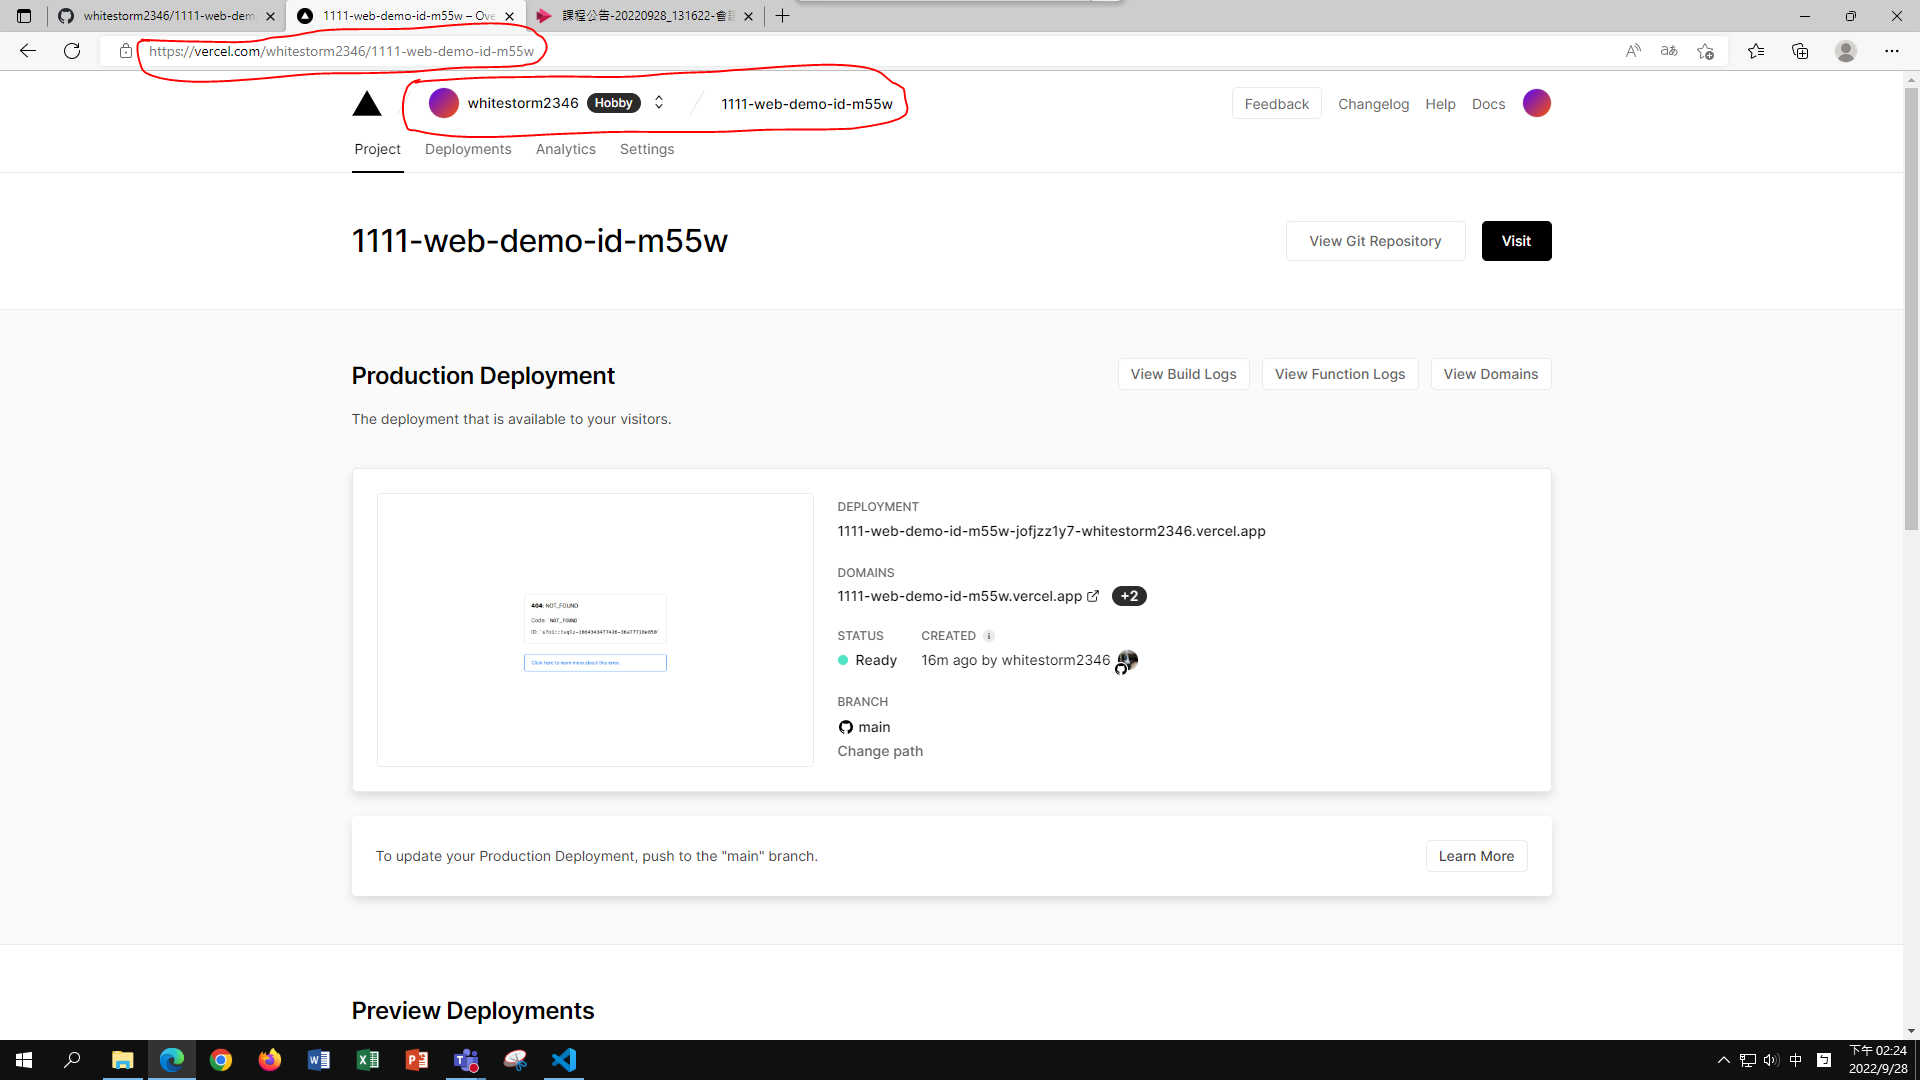 whitestorm2346/1111-web-dem
1111-web-demo-id-m55w – Ove
課程公告-20220928_131622-會議
https://vercel.com/whitestorm2346/1111-web-demo-id-m55w
whitestorm2346 Hobby 1111-web-demo-id-m55w
Feedback Changelog Help Docs
Project Deployments Analytics Settings
1111-web-demo-id-m55w
View Git Repository Visit
Production Deployment
View Build Logs View Function Logs View Domains
The deployment that is available to your visitors.
DEPLOYMENT
1111-web-demo-id-m55w-jofjzz1y7-whitestorm2346.vercel.app
DOMAINS
1111-web-demo-id-m55w.vercel.app +2
404: NOT_FOUND
Code: `NOT_FOUND`
Click here to learn more about this error.
STATUS CREATED
Ready 16m ago by whitestorm2346
BRANCH
main
Change path
To update your Production Deployment, push to the "main" branch.
Learn More
Preview Deployments
中
下午 02:24
2022/9/28